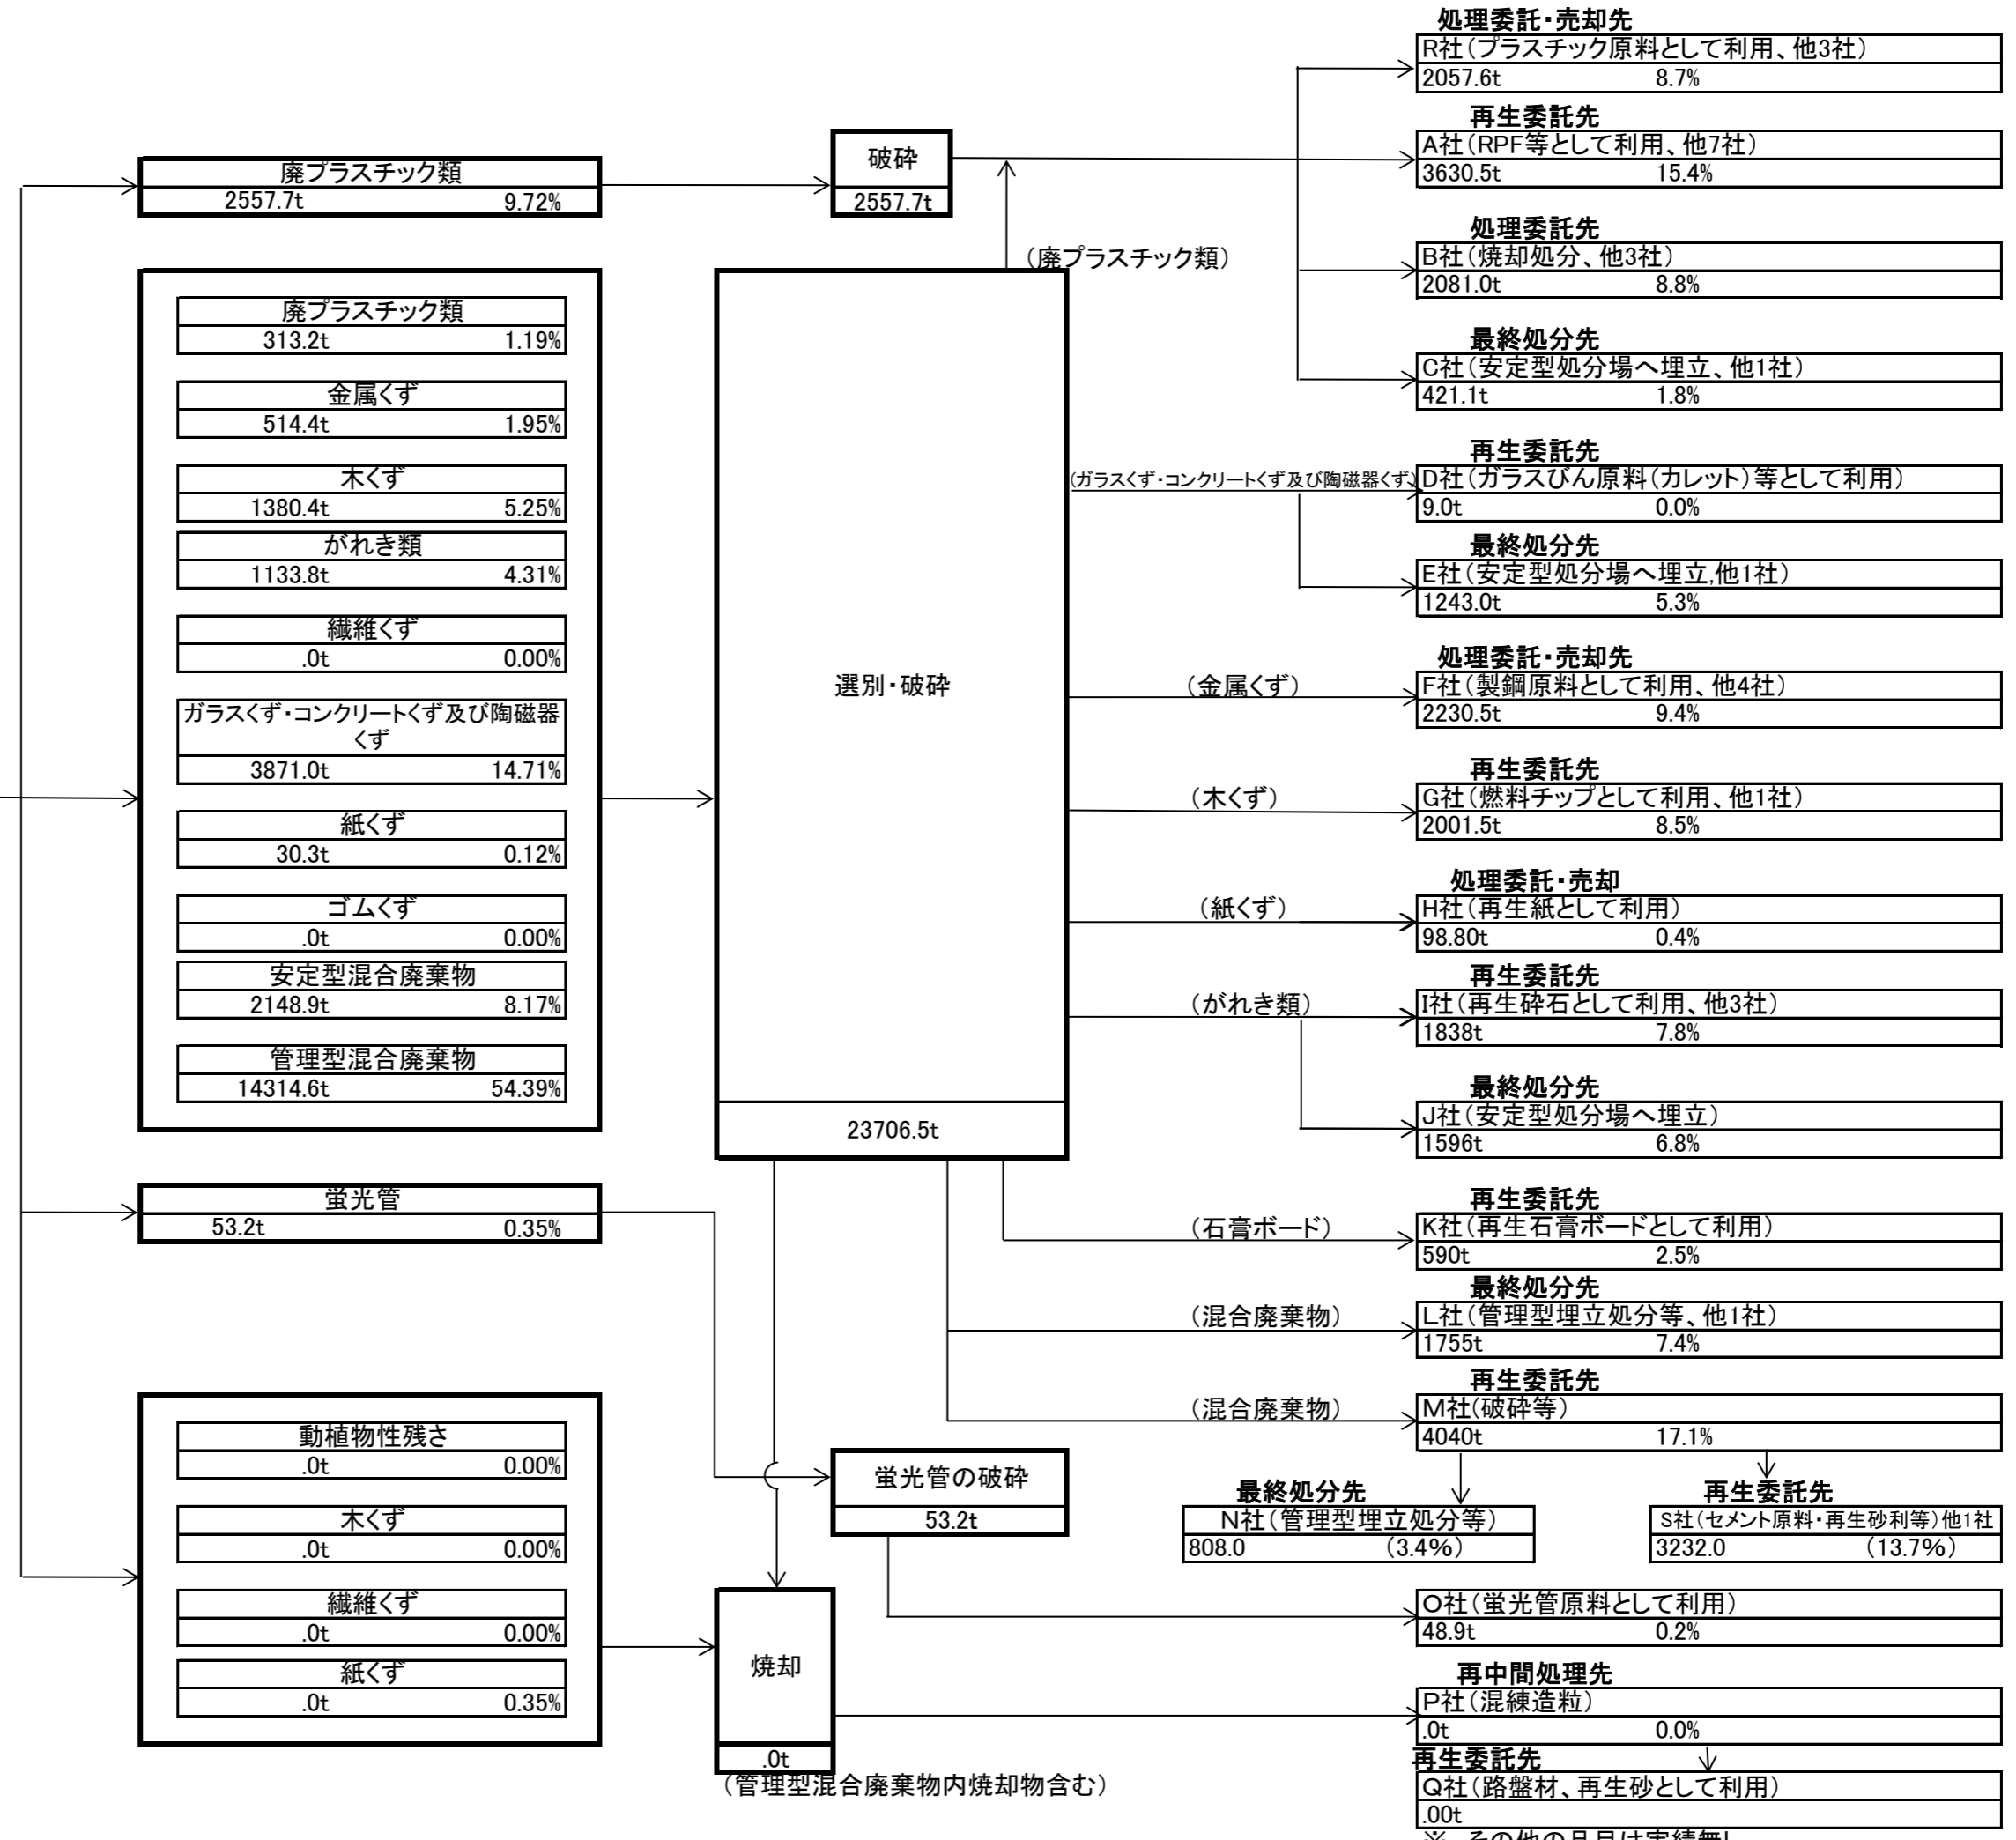 廃プラスチック類
2557.7t 9.72%
廃プラスチック類
313.2t 1.19%
金属くず
514.4t 1.95%
木くず
1380.4t 5.25%
がれき類
1133.8t 4.31%
繊維くず
.0t 0.00%
ガラスくず・コンクリートくず及び陶磁器
くず
3871.0t 14.71%
紙くず
30.3t 0.12%
ゴムくず
.0t 0.00%
安定型混合廃棄物
2148.9t 8.17%
管理型混合廃棄物
14314.6t 54.39%
蛍光管
53.2t 0.35%
動植物性残さ
.0t 0.00%
木くず
.0t 0.00%
繊維くず
.0t 0.00%
紙くず
.0t 0.35%
破砕
2557.7t
(廃プラスチック類)
選別・破砕
23706.5t
蛍光管の破砕
53.2t
焼却
.0t
(管理型混合廃棄物内焼却物含む)
処理委託・売却先
R社(プラスチック原料として利用、他3社)
2057.6t 8.7%
再生委託先
A社(RPF等として利用、他7社)
3630.5t 15.4%
処理委託先
B社(焼却処分、他3社)
2081.0t 8.8%
最終処分先
C社(安定型処分場へ埋立、他1社)
421.1t 1.8%
再生委託先
(ガラスくず・コンクリートくず及び陶磁器くず)
D社(ガラスびん原料(カレット)等として利用)
9.0t 0.0%
最終処分先
E社(安定型処分場へ埋立,他1社)
1243.0t 5.3%
処理委託・売却先
(金属くず)
F社(製鋼原料として利用、他4社)
2230.5t 9.4%
再生委託先
(木くず)
G社(燃料チップとして利用、他1社)
2001.5t 8.5%
処理委託・売却
(紙くず)
H社(再生紙として利用)
98.80t 0.4%
再生委託先
(がれき類)
I社(再生砕石として利用、他3社)
1838t 7.8%
最終処分先
J社(安定型処分場へ埋立)
1596t 6.8%
再生委託先
(石膏ボード)
K社(再生石膏ボードとして利用)
590t 2.5%
最終処分先
(混合廃棄物)
L社(管理型埋立処分等、他1社)
1755t 7.4%
再生委託先
(混合廃棄物)
M社(破砕等)
4040t 17.1%
最終処分先
N社(管理型埋立処分等)
808.0 (3.4%)
再生委託先
S社(セメント原料・再生砂利等)他1社
3232.0 (13.7%)
O社(蛍光管原料として利用)
48.9t 0.2%
再中間処理先
P社(混練造粒)
.0t 0.0%
再生委託先
Q社(路盤材、再生砂として利用)
.00t
※ その他の品目は実績無し